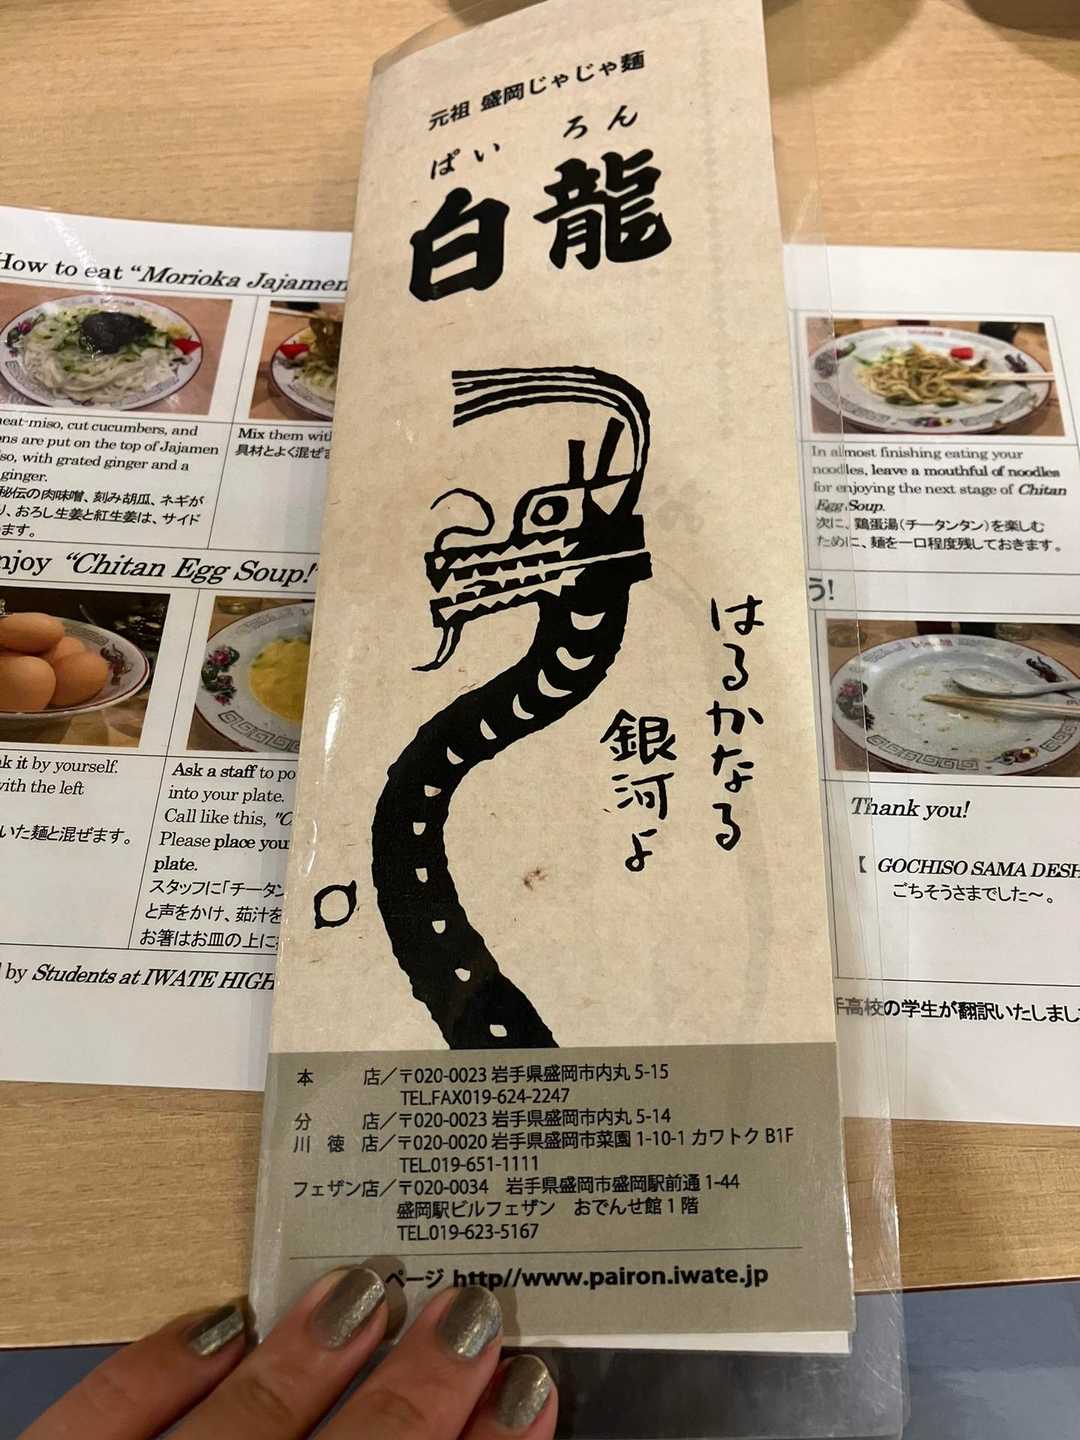 元祖 盛岡じゃじゃ麺
ぱいろん
白龍
はるかなる
銀河よ
本店／〒020-0023 岩手県盛岡市内丸 5-15
TEL.FAX019-624-2247
分店／〒020-0023 岩手県盛岡市内丸 5-14
川徳店／〒020-0020 岩手県盛岡市菜園 1-10-1 カワトク B1F
TEL.019-651-1111
フェザン店／〒020-0034 岩手県盛岡市盛岡駅前通 1-44
盛岡駅ビルフェザン おでんせ館 1 階
TEL.019-623-5167
ページ http//www.pairon.iwate.jp
How to eat “Morioka Jajamen
meat-miso, cut cucumbers, and
are put on the top of Jajamen
with grated ginger and a
ginger.
秘伝の肉味噌、刻み胡瓜、ネギが
おろし生姜と紅生姜は、サイド
ます。
Mix them
具材とよく混ぜ
In almost finishing eating your
noodles, leave a mouthful of noodles
for enjoying the next stage of Chitan
Egg Soup.
次に、鶏蛋湯（チータンタン）を楽しむ
ために、麺を一口程度残しておきます。
njoy “Chitan Egg Soup!”
う!
it by yourself.
with the left
いた麺と混ぜます。
Ask a staff to
into your plate.
Call like this,
Please place your
plate.
スタッフに「チータン
と声をかけ、茹汁を
お箸はお皿の上に
Thank you!
【 GOCHISO SAMA DESH
ごちそうさまでした～。
by Students at IWATE HIGH
手高校の学生が翻訳いたしまし